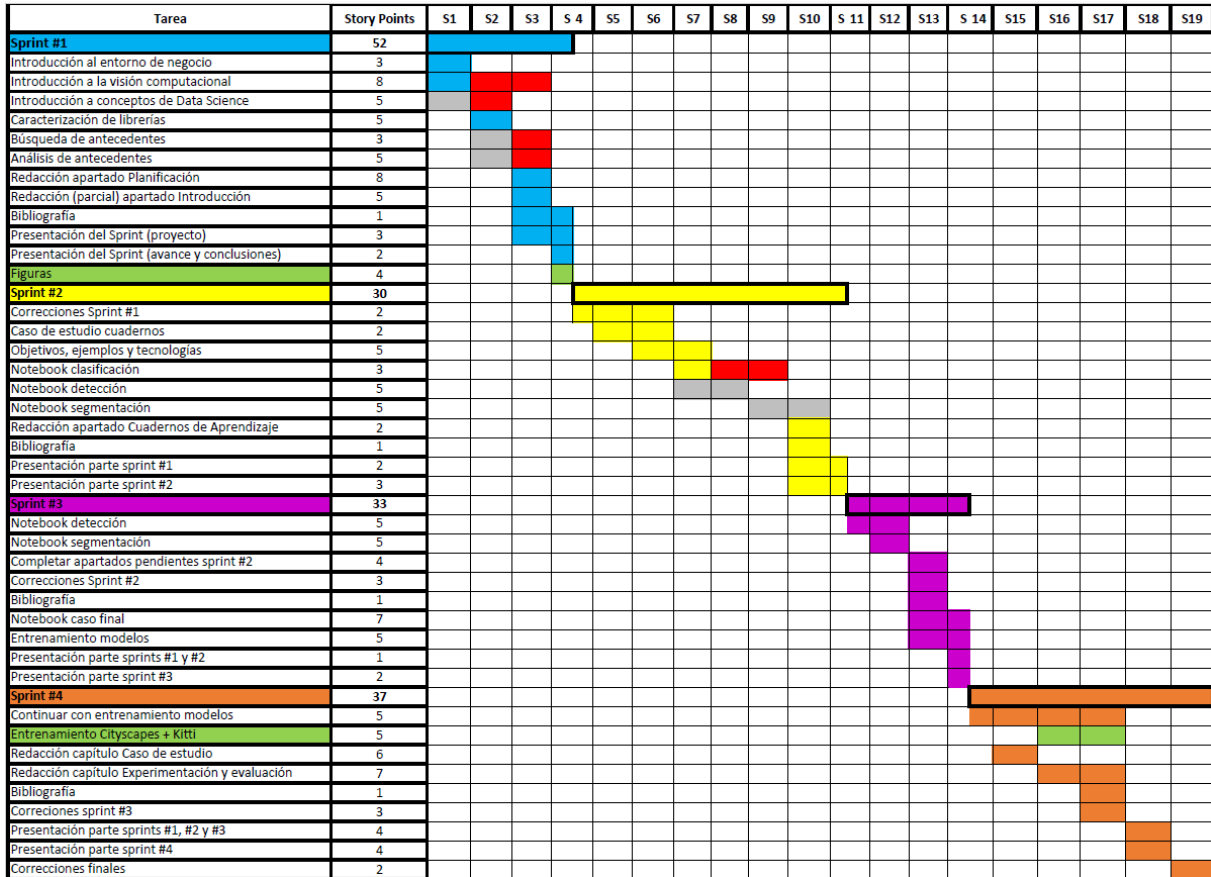 Tarea Story Points S1 S2 S3 S 4 S5 S6 S7 S8 S9 S10 S 11 S12 S13 S 14 S15 S16 S17 S18 S19
Sprint #1 52
Introducción al entorno de negocio 3
Introducción a la visión computacional 8
Introducción a conceptos de Data Science 5
Caracterización de librerías 5
Búsqueda de antecedentes 3
Análisis de antecedentes 5
Redacción apartado Planificación 8
Redacción (parcial) apartado Introducción 5
Bibliografía 1
Presentación del Sprint (proyecto) 3
Presentación del Sprint (avance y conclusiones) 2
Figuras 4
Sprint #2 30
Correcciones Sprint #1 2
Caso de estudio cuadernos 2
Objetivos, ejemplos y tecnologías 5
Notebook clasificación 3
Notebook detección 5
Notebook segmentación 5
Redacción apartado Cuadernos de Aprendizaje 2
Bibliografía 1
Presentación parte sprint #1 2
Presentación parte sprint #2 3
Sprint #3 33
Notebook detección 5
Notebook segmentación 5
Completar apartados pendientes sprint #2 4
Correcciones Sprint #2 3
Bibliografía 1
Notebook caso final 7
Entrenamiento modelos 5
Presentación parte sprints #1 y #2 1
Presentación parte sprint #3 2
Sprint #4 37
Continuar con entrenamiento modelos 5
Entrenamiento Cityscapes + Kitti 5
Redacción capítulo Caso de estudio 6
Redacción capítulo Experimentación y evaluación 7
Bibliografía 1
Correciones sprint #3 3
Presentación parte sprints #1, #2 y #3 4
Presentación parte sprint #4 4
Correcciones finales 2